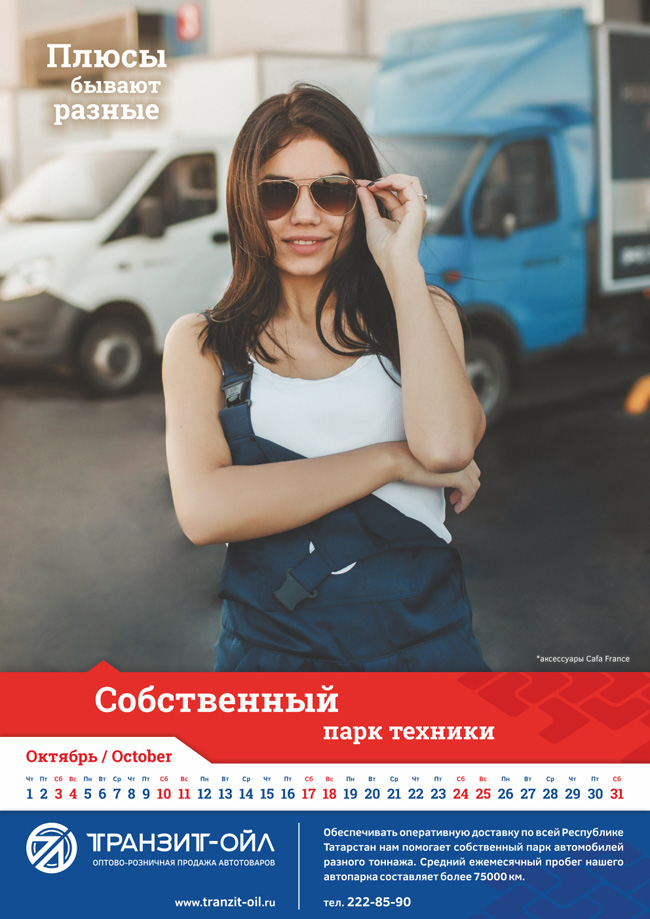 Плюсы
бывают
разные
*аксессуары Cafa France
Собственный
парк техники
Октябрь / October
Чт Пт Сб Вс Пн Вт Ср Чт Пт Сб Вс Пн Вт Ср Чт Пт Сб Вс Пн Вт Ср Чт Пт Сб Вс Пн Вт Ср Чт Пт Сб
1 2 3 4 5 6 7 8 9 10 11 12 13 14 15 16 17 18 19 20 21 22 23 24 25 26 27 28 29 30 31
ТРАНЗИТ-ОЙЛ
ОПТОВО-РОЗНИЧНАЯ ПРОДАЖА АВТОТОВАРОВ
www.tranzit-oil.ru
Обеспечивать оперативную доставку по всей Республике
Татарстан нам помогает собственный парк автомобилей
разного тоннажа. Средний ежемесячный пробег нашего
автопарка составляет более 75000 км.
тел. 222-85-90